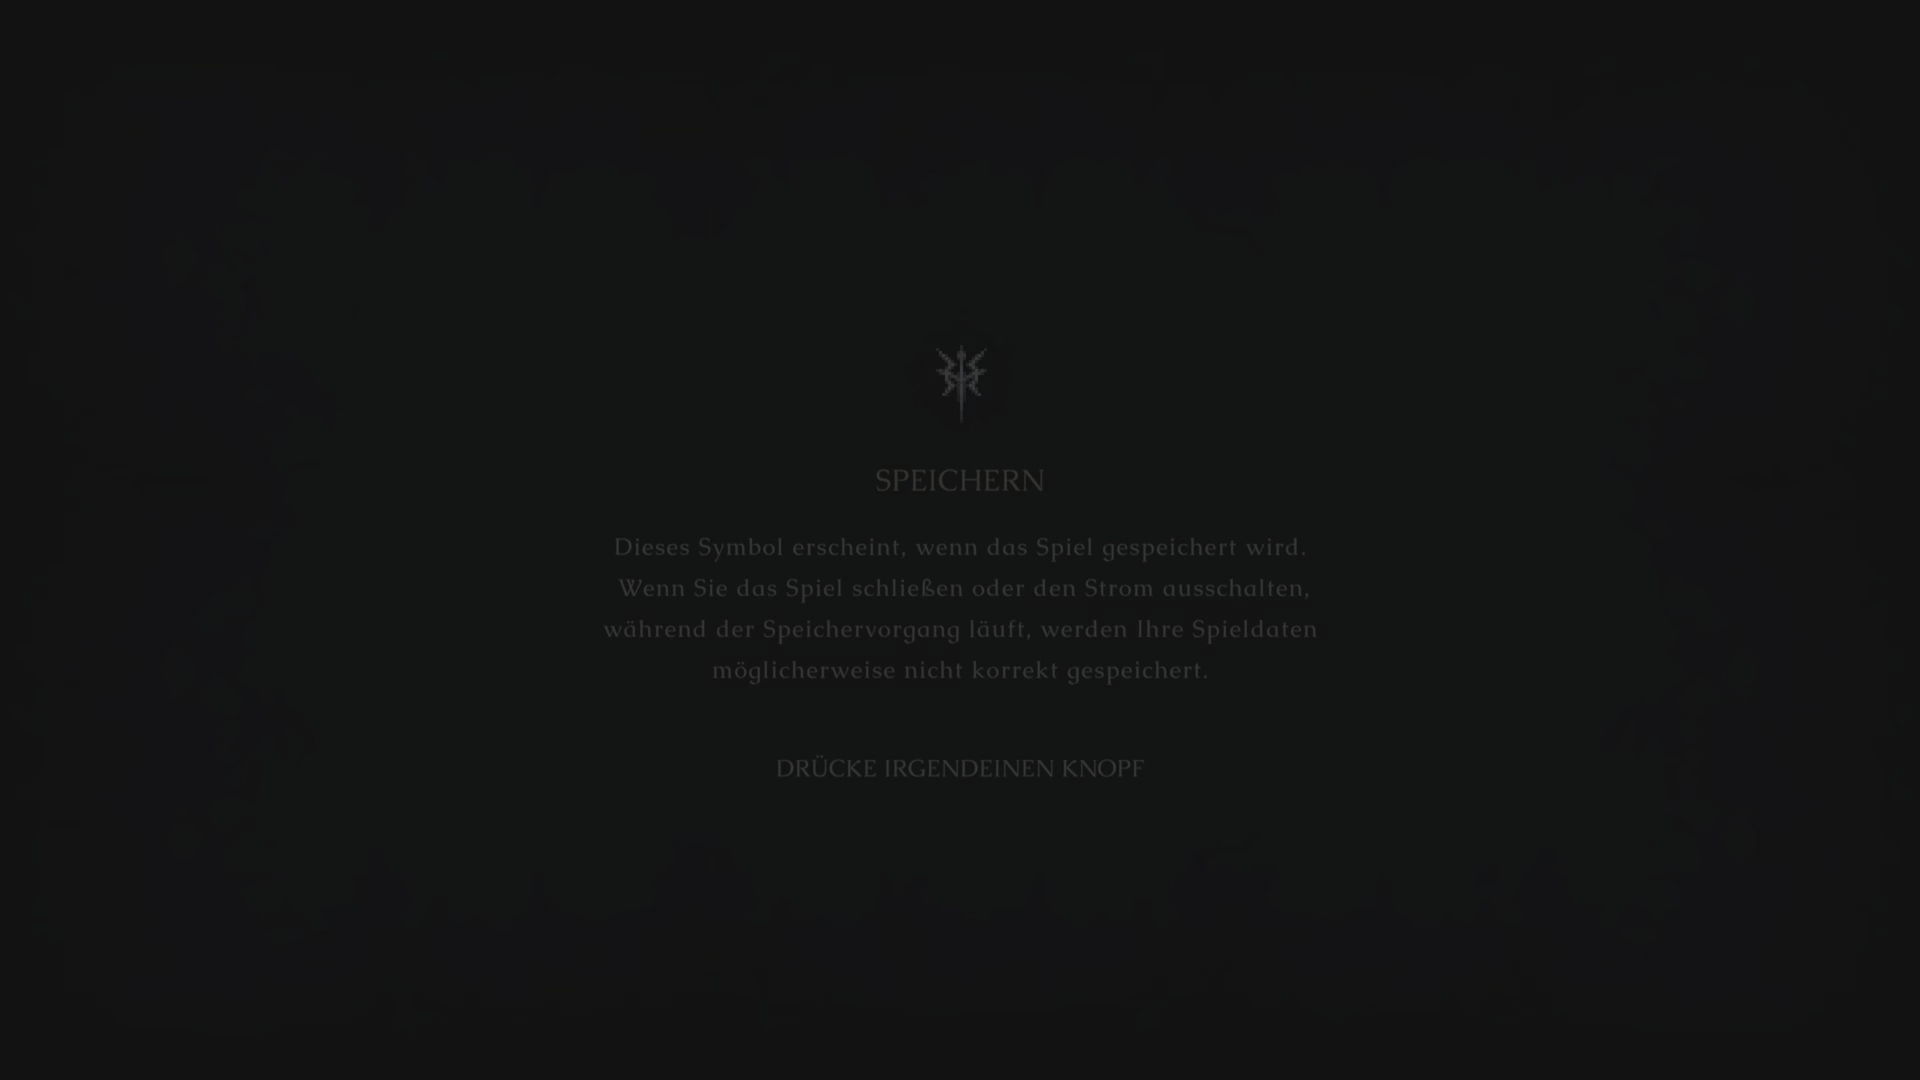 SPEICHERN
Dieses Symbol erscheint, wenn das Spiel gespeichert wird.
Wenn Sie das Spiel schließen oder den Strom ausschalten,
während der Speichervorgang läuft, werden Ihre Spieldaten
möglicherweise nicht korrekt gespeichert.
DRÜCKE IRGENDEINEN KNOPF